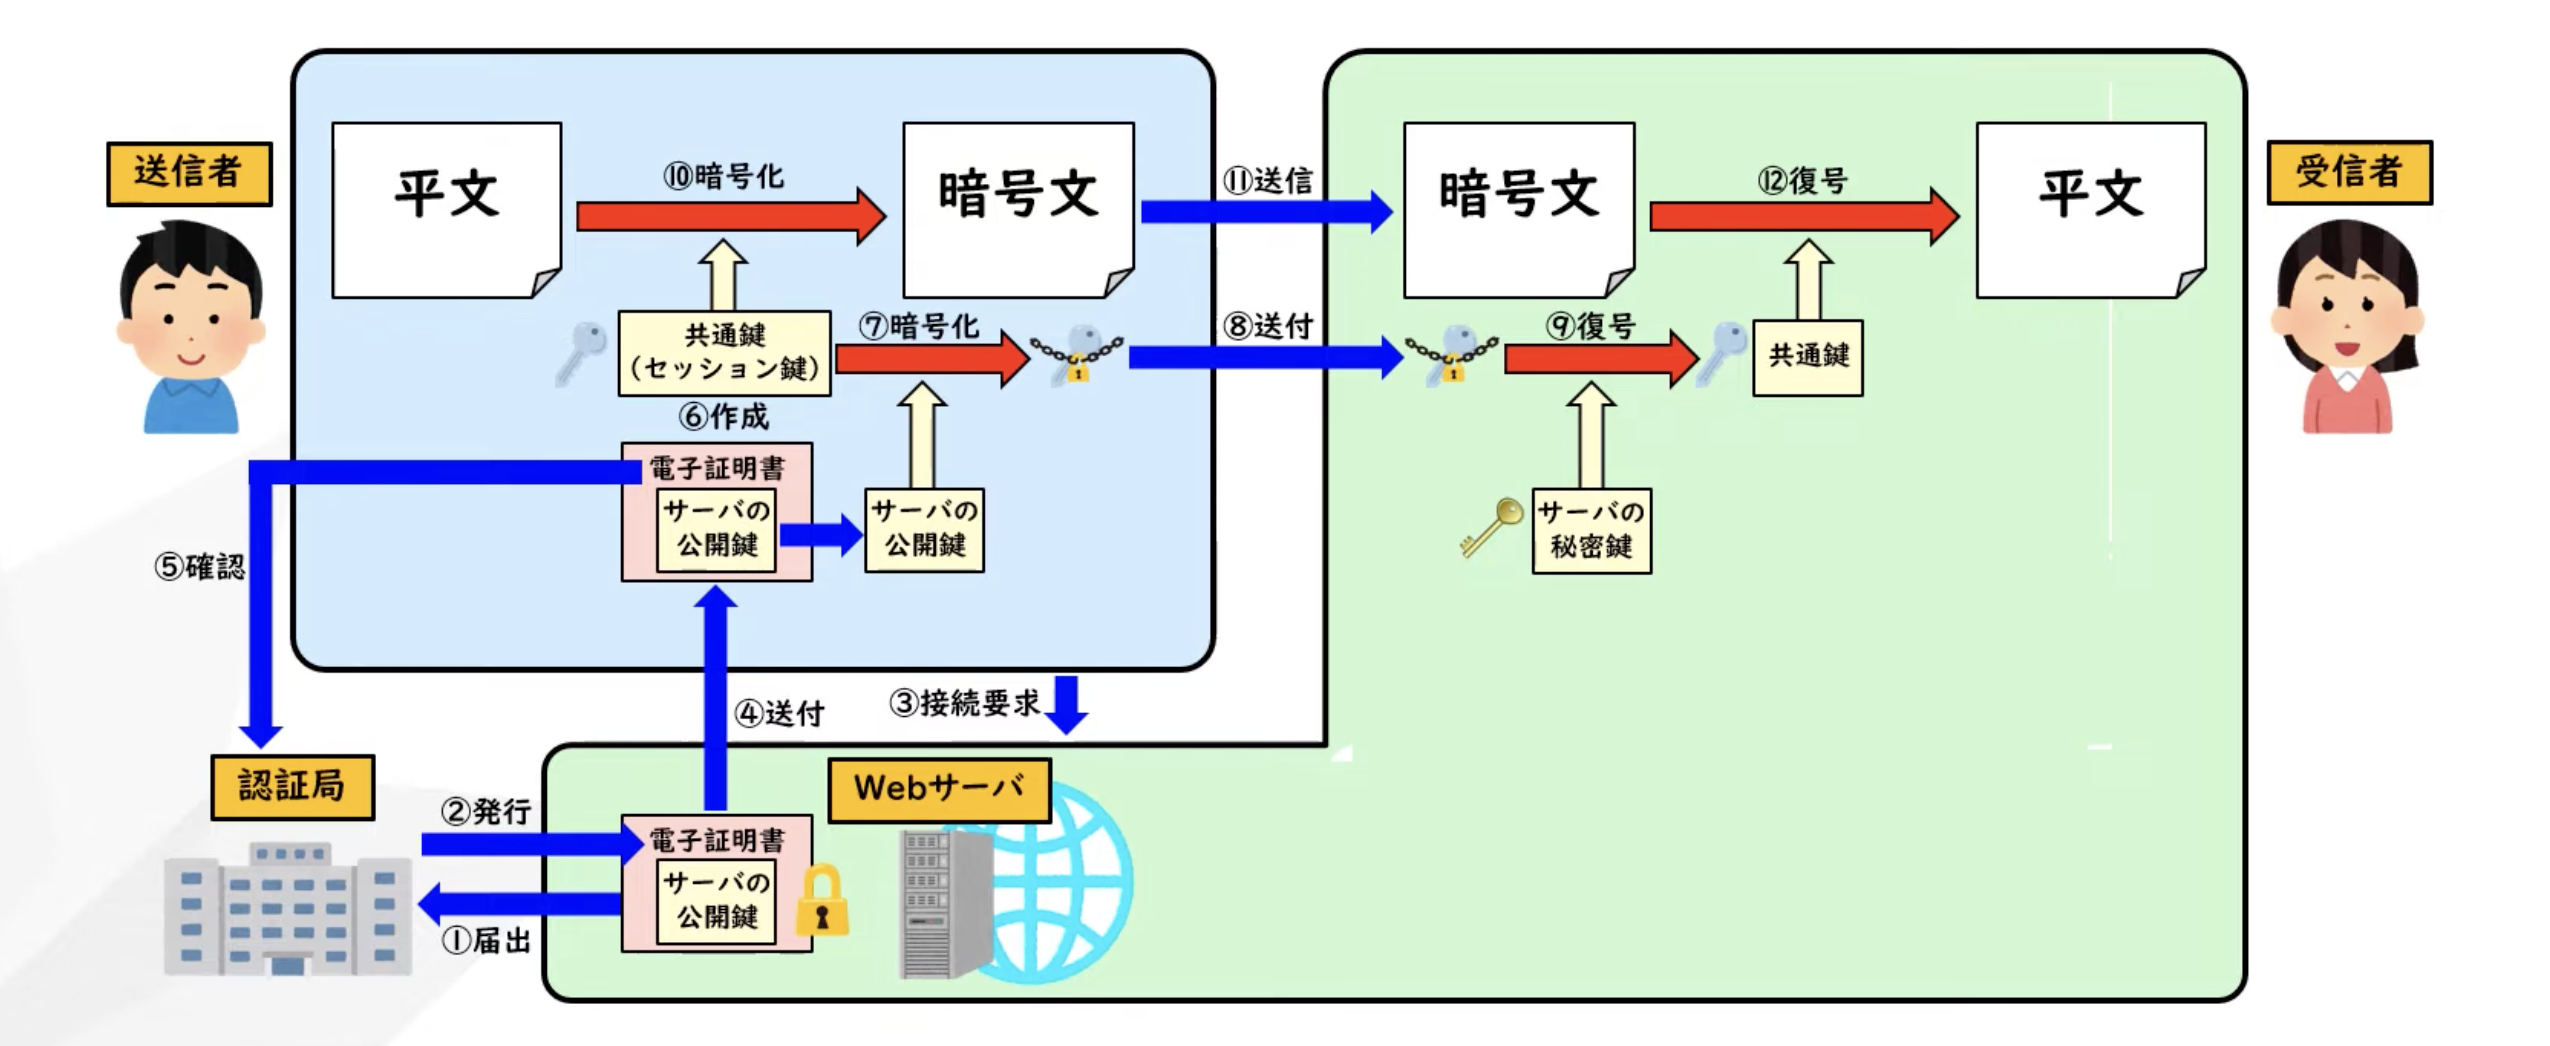 送信者
平文
⑩暗号化
暗号文
⑪送信
暗号文
⑫復号
平文
受信者
共通鍵
(セッション鍵)
⑦暗号化
⑧送付
⑨復号
共通鍵
⑥作成
電子証明書
サーバの
公開鍵
サーバの
公開鍵
サーバの
秘密鍵
⑤確認
④送付
③接続要求
認証局
②発行
①届出
電子証明書
サーバの
公開鍵
Webサーバ